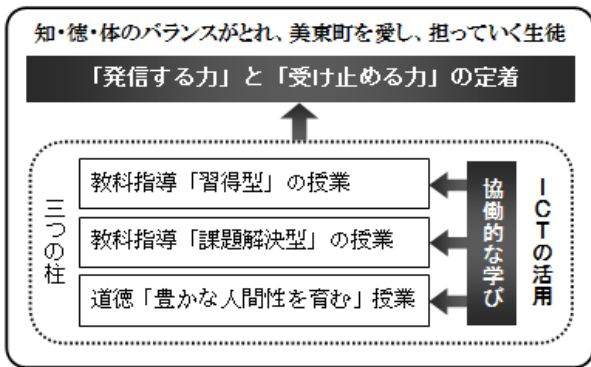 知・徳・体のバランスがとれ、美東町を愛し、担っていく生徒
「発信する力」と「受け止める力」の定着
三つの柱
教科指導「習得型」の授業
教科指導「課題解決型」の授業
道徳「豊かな人間性を育む」授業
協働的な学び
ICTの活用